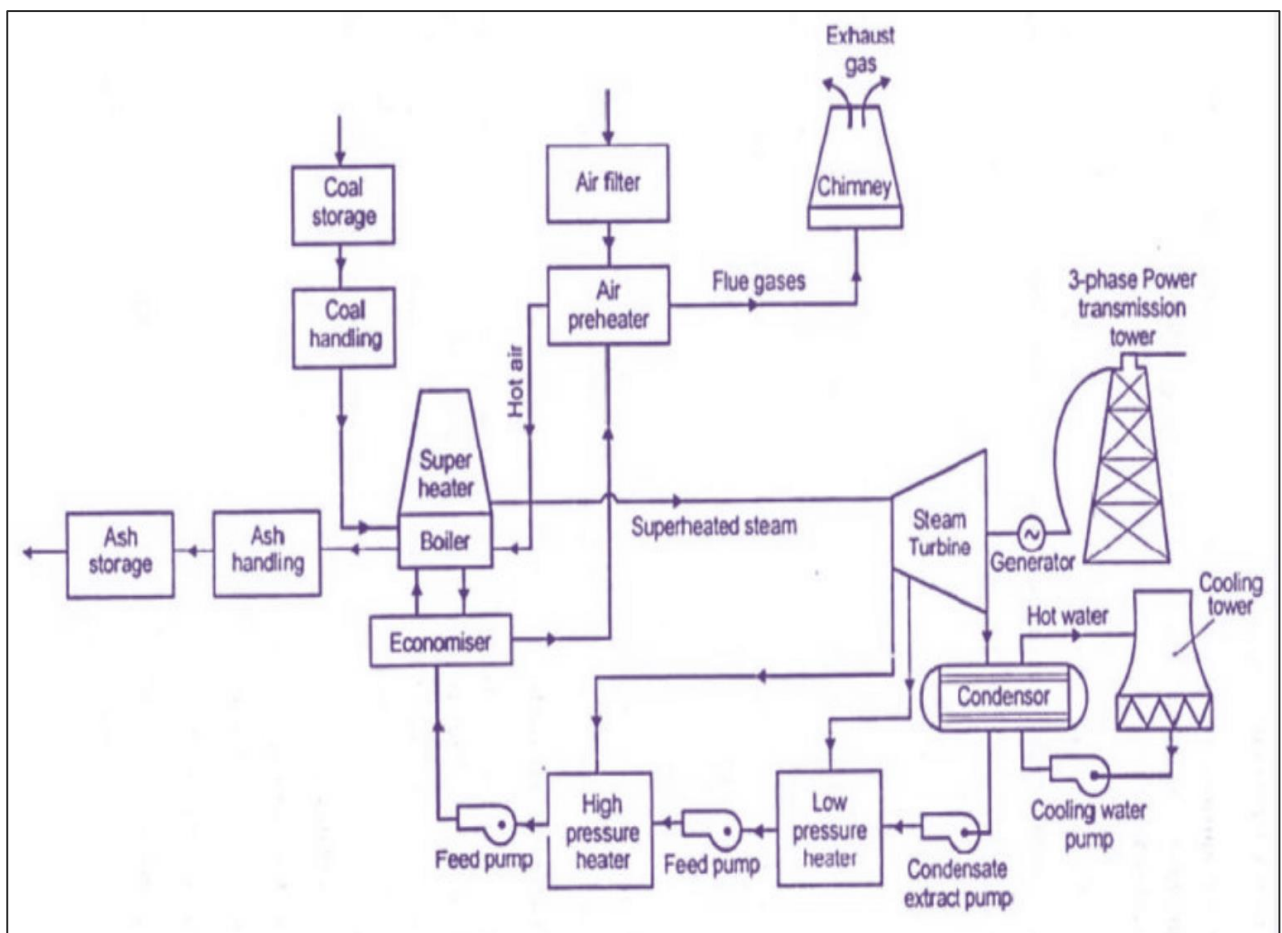 Exhaust
gas
Chimney
Air filter
Coal
storage
Air
preheater
Flue gases
3-phase Power
transmission
tower
Coal
handling
Hot air
Super
heater
Boiler
Superheated steam
Steam
Turbine
Generator
Ash
storage
Ash
handling
Economiser
Cooling
tower
Hot water
Condensor
High
pressure
heater
Low
pressure
heater
Feed pump
Feed pump
Condensate
extract pump
Cooling water
pump